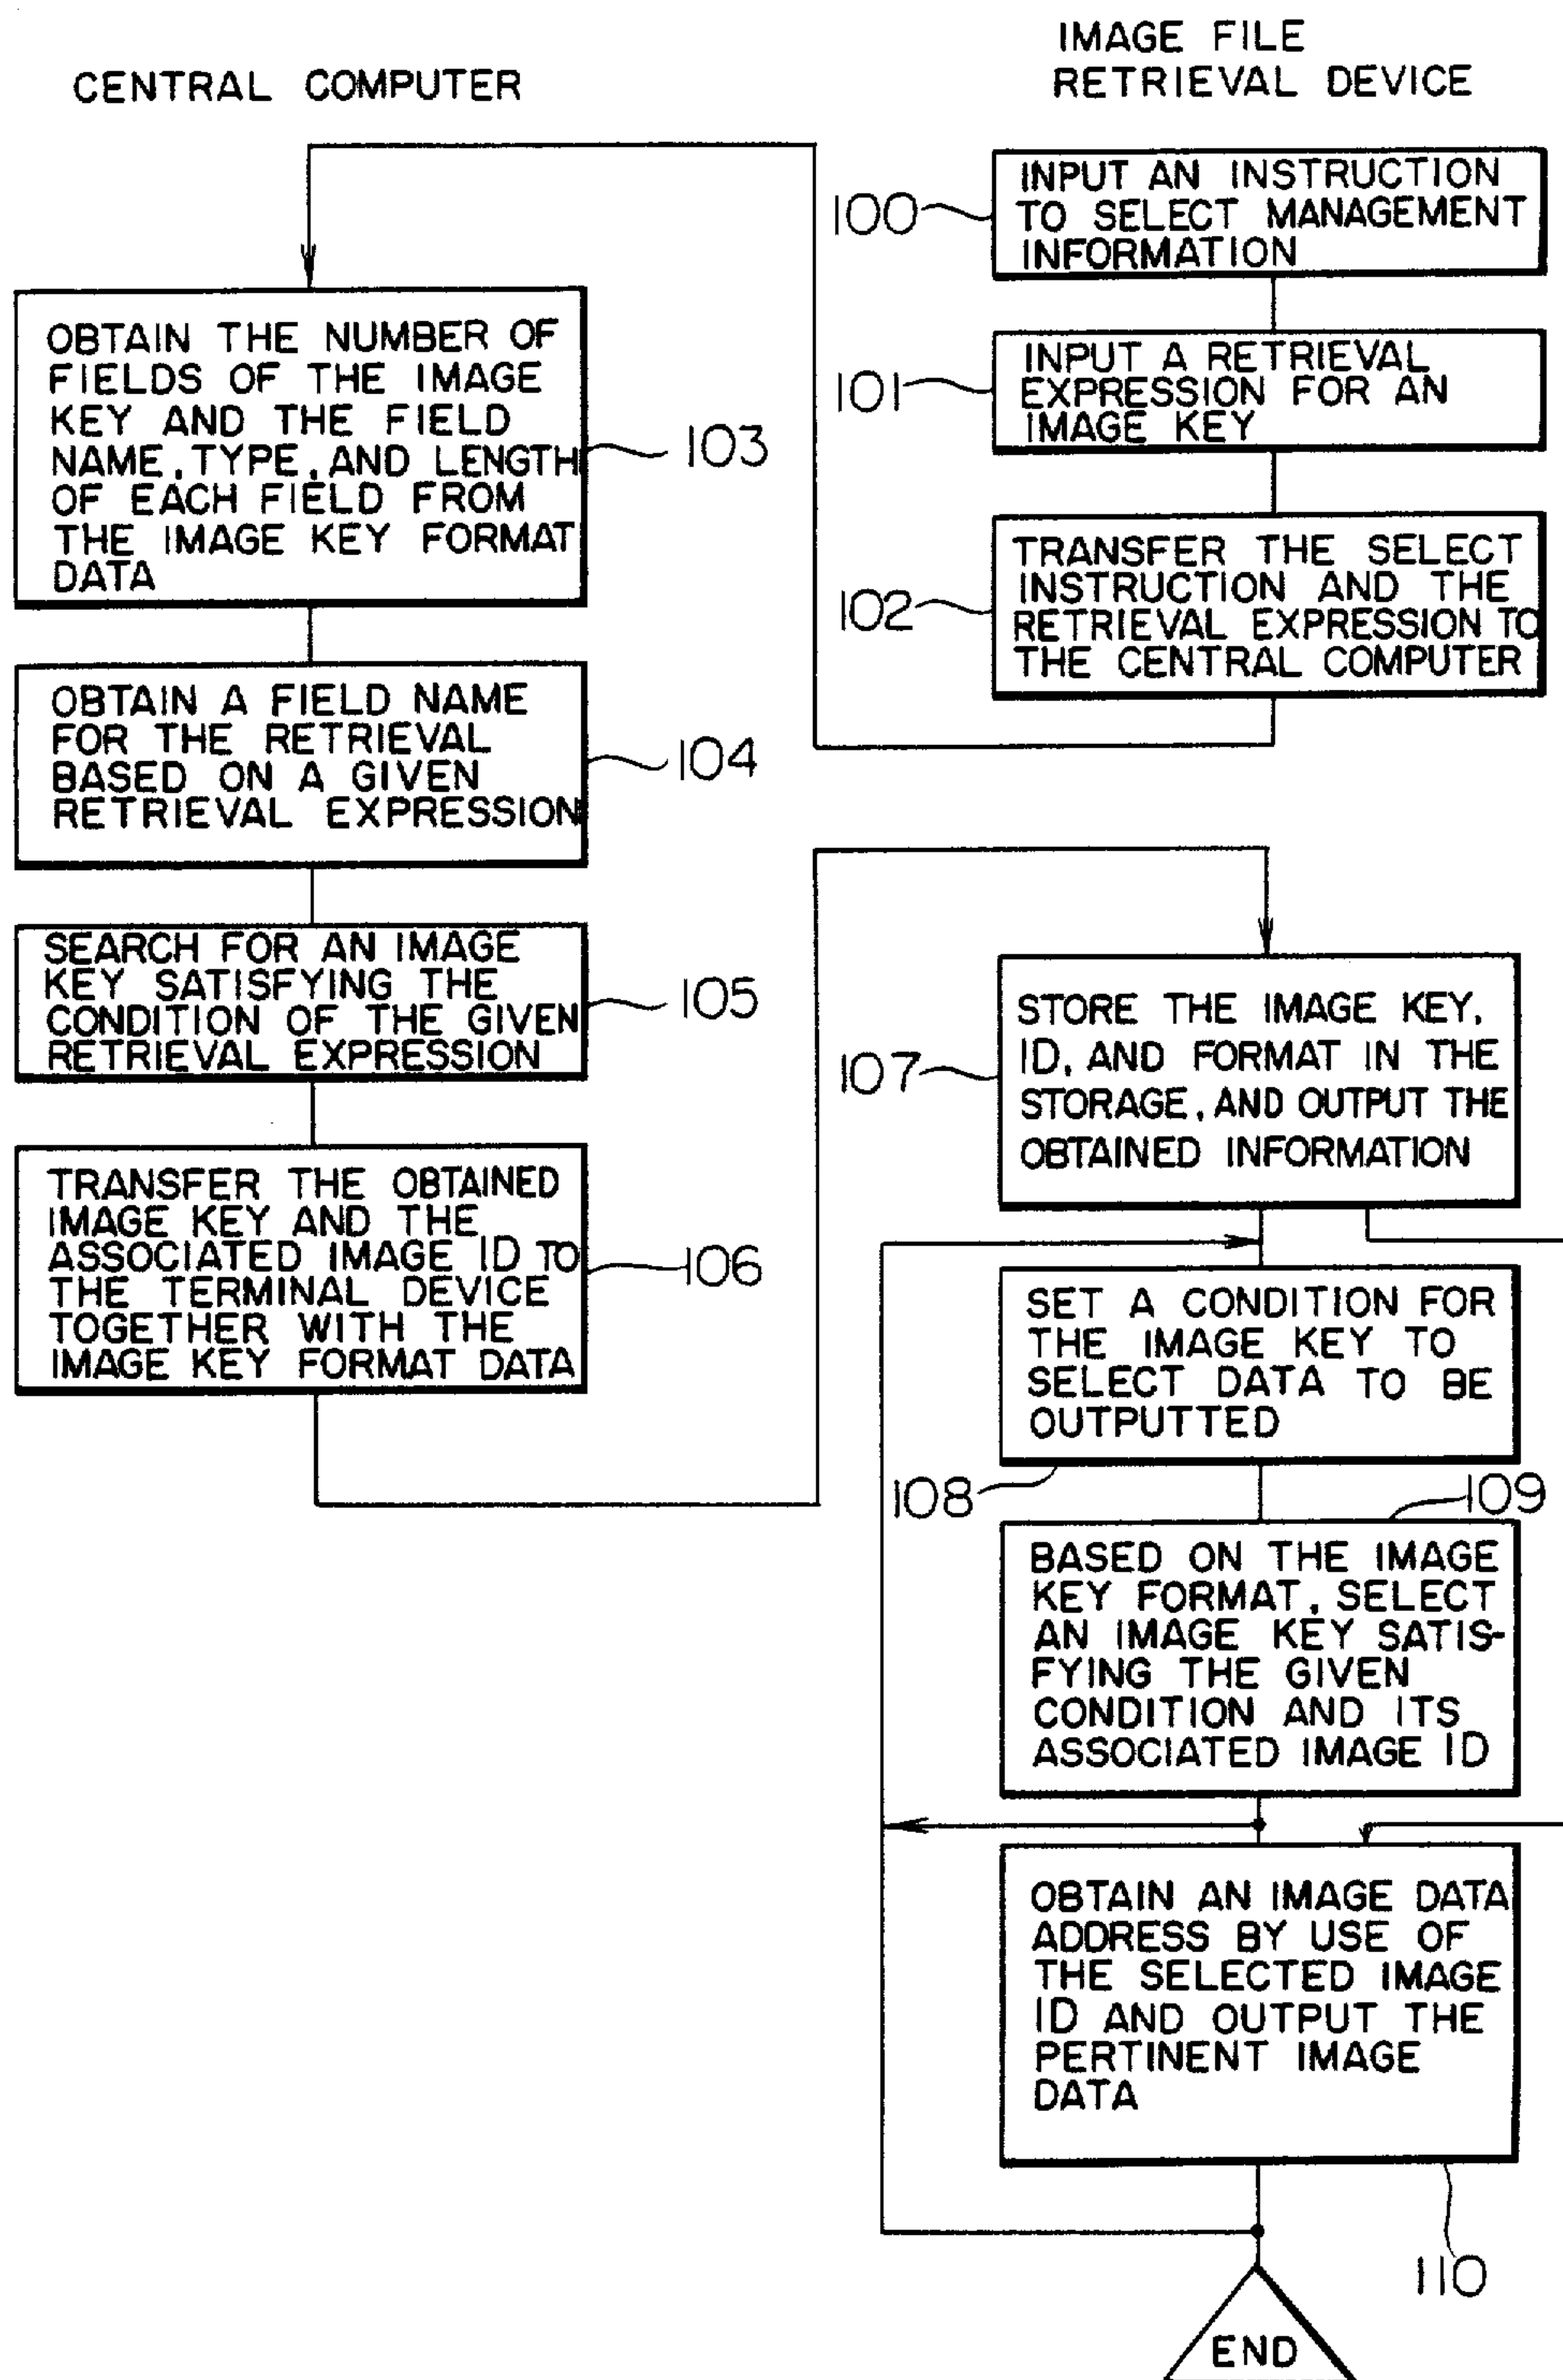 CENTRAL COMPUTER
IMAGE FILE
RETRIEVAL DEVICE
100
INPUT AN INSTRUCTION
TO SELECT MANAGEMENT
INFORMATION
101
INPUT A RETRIEVAL
EXPRESSION FOR AN
IMAGE KEY
102
TRANSFER THE SELECT
INSTRUCTION AND THE
RETRIEVAL EXPRESSION TO
THE CENTRAL COMPUTER
OBTAIN THE NUMBER OF
FIELDS OF THE IMAGE
KEY AND THE FIELD
NAME, TYPE, AND LENGTH
OF EACH FIELD FROM
THE IMAGE KEY FORMAT
DATA
103
OBTAIN A FIELD NAME
FOR THE RETRIEVAL
BASED ON A GIVEN
RETRIEVAL EXPRESSION
104
SEARCH FOR AN IMAGE
KEY SATISFYING THE
CONDITION OF THE GIVEN
RETRIEVAL EXPRESSION
105
TRANSFER THE OBTAINED
IMAGE KEY AND THE
ASSOCIATED IMAGE ID TO
THE TERMINAL DEVICE
TOGETHER WITH THE
IMAGE KEY FORMAT DATA
106
107
STORE THE IMAGE KEY,
ID, AND FORMAT IN THE
STORAGE, AND OUTPUT THE
OBTAINED INFORMATION
SET A CONDITION FOR
THE IMAGE KEY TO
SELECT DATA TO BE
OUTPUTTED
108
109
BASED ON THE IMAGE
KEY FORMAT, SELECT
AN IMAGE KEY SATIS-
FYING THE GIVEN
CONDITION AND ITS
ASSOCIATED IMAGE ID
OBTAIN AN IMAGE DATA
ADDRESS BY USE OF
THE SELECTED IMAGE
ID AND OUTPUT THE
PERTINENT IMAGE
DATA
110
END